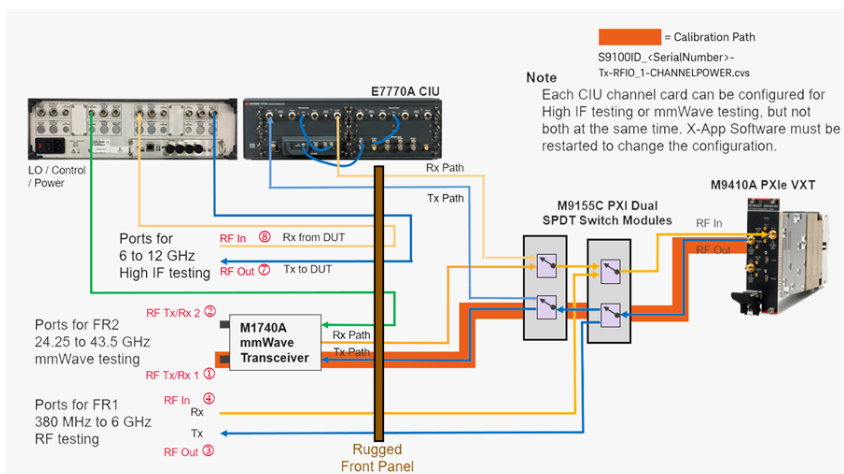 = Calibration Path
S9100ID_<SerialNumber>-
Tx-RFIO_1-CHANNELPOWER.cvs
Note
Each CIU channel card can be configured for
High IF testing or mmWave testing, but not
both at the same time. X-App Software must be
restarted to change the configuration.
E7770A CIU
LO / Control
/ Power
Rx Path
Tx Path
M9410A PXIe VXT
M9155C PXI Dual
SPDT Switch Modules
RF In
RF Out
Ports for
6 to 12 GHz
High IF testing
RF In ⑧ Rx from DUT
RF Out ⑦ Tx to DUT
Ports for FR2
24.25 to 43.5 GHz
mmWave testing
RF Tx/Rx 2 ②
M1740A
mmWave
Transceiver
Rx Path
Tx Path
RF Tx/Rx 1 ①
Ports for FR1
380 MHz to 6 GHz
RF testing
RF In ④
Rx
Tx
RF Out ③
Rugged
Front Panel